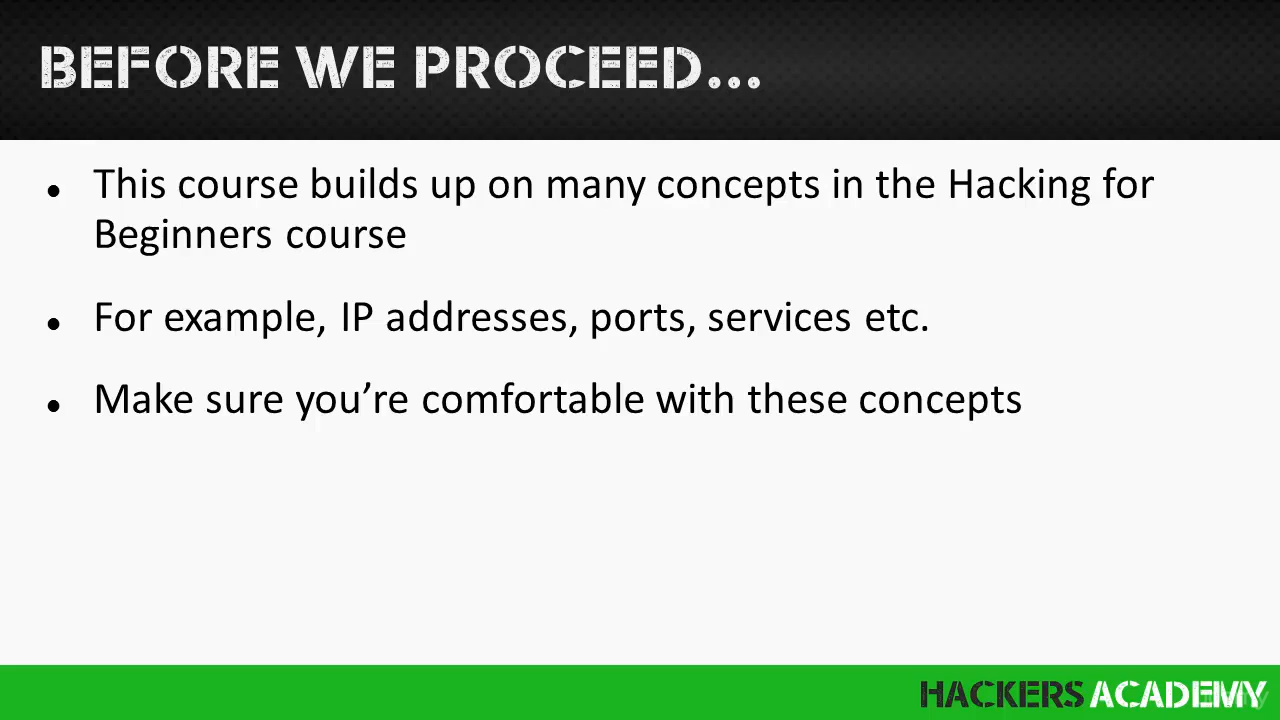 BEFORE WE PROCEED...
This course builds up on many concepts in the Hacking for
Beginners course
For example, IP addresses, ports, services etc.
Make sure you’re comfortable with these concepts
HACKERS ACADEMY